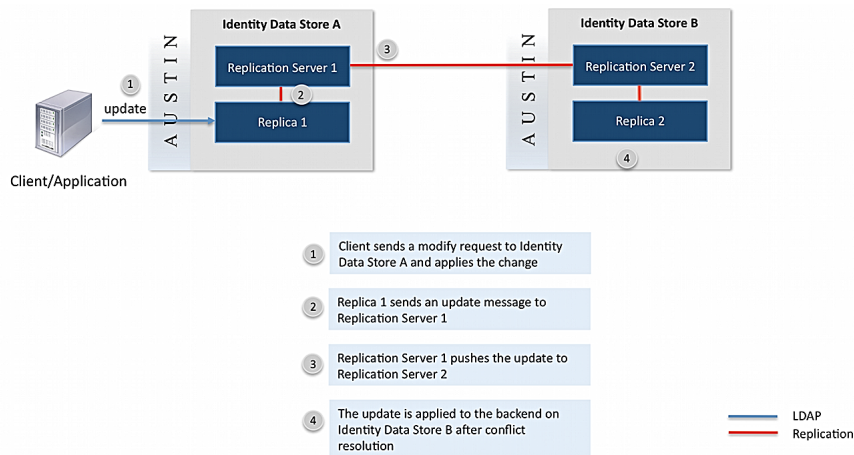 Identity Data Store A
Identity Data Store B
AUSTIN
AUSTIN
Replication Server 1
3
Replication Server 2
1
2
update
Replica 1
Replica 2
4
Client/Application
1
Client sends a modify request to Identity
Data Store A and applies the change
2
Replica 1 sends an update message to
Replication Server 1
3
Replication Server 1 pushes the update to
Replication Server 2
4
The update is applied to the backend on
Identity Data Store B after conflict
resolution
LDAP
Replication